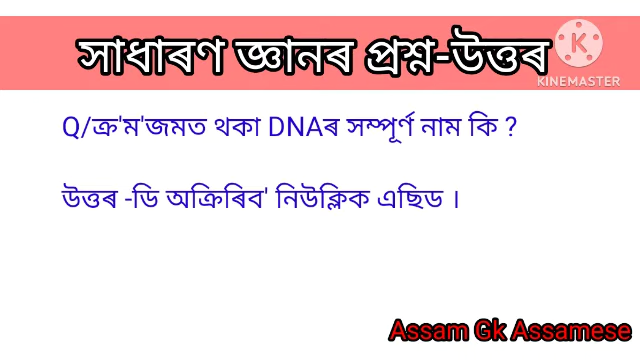 সাধাৰণ জ্ঞানৰ প্ৰশ্ন-উত্তৰ
KINEMASTER
Q/ক্ৰ'ম'জমত থকা DNAৰ সম্পূৰ্ণ নাম কি ?
উত্তৰ -ডি অক্ৰিৰিব' নিউক্লিক এছিড ।
Assam Gk Assamese